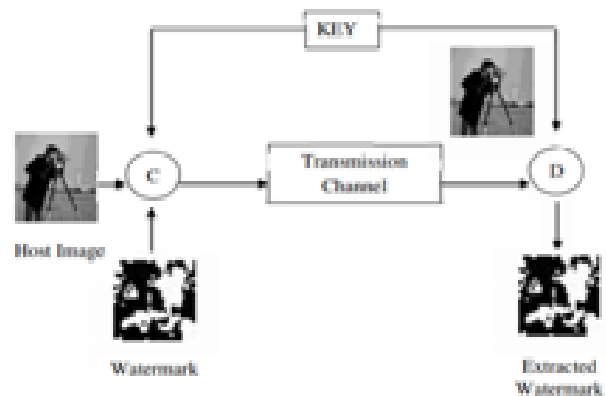 KEY
Transmission
Channel
C
D
Host Image
Watermark
Extracted
Watermark